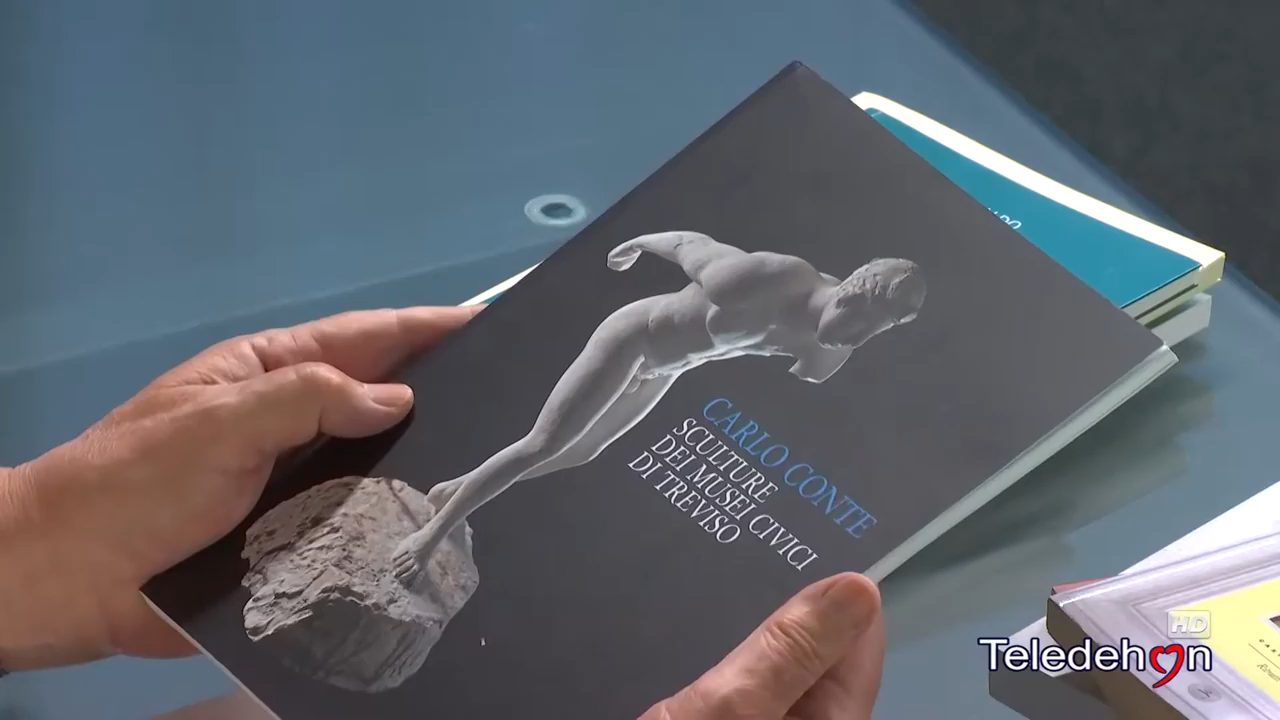 CARLO CONTE
SCULTURE
DEI MUSEI CIVICI
DI TREVISO
HD
Teledehon